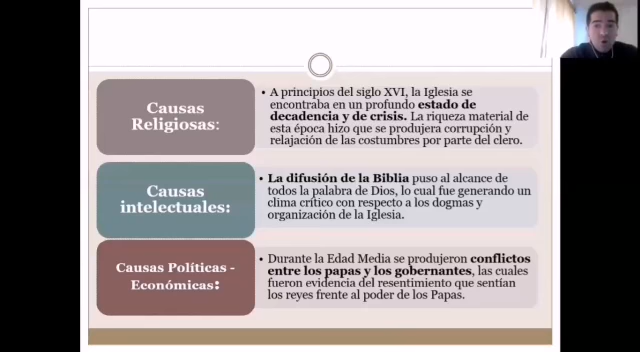 Causas
Religiosas:
• A principios del siglo XVI, la Iglesia se
encontraba en un profundo estado de
decadencia y de crisis. La riqueza material de
esta época hizo que se produjera corrupción y
relajación de las costumbres por parte del clero.
Causas
intelectuales:
• La difusión de la Biblia puso al alcance de
todos la palabra de Dios, lo cual fue generando un
clima crítico con respecto a los dogmas y
organización de la Iglesia.
Causas Políticas -
Económicas:
• Durante la Edad Media se produjeron conflictos
entre los papas y los gobernantes, las cuales
fueron evidencia del resentimiento que sentían
los reyes frente al poder de los Papas.